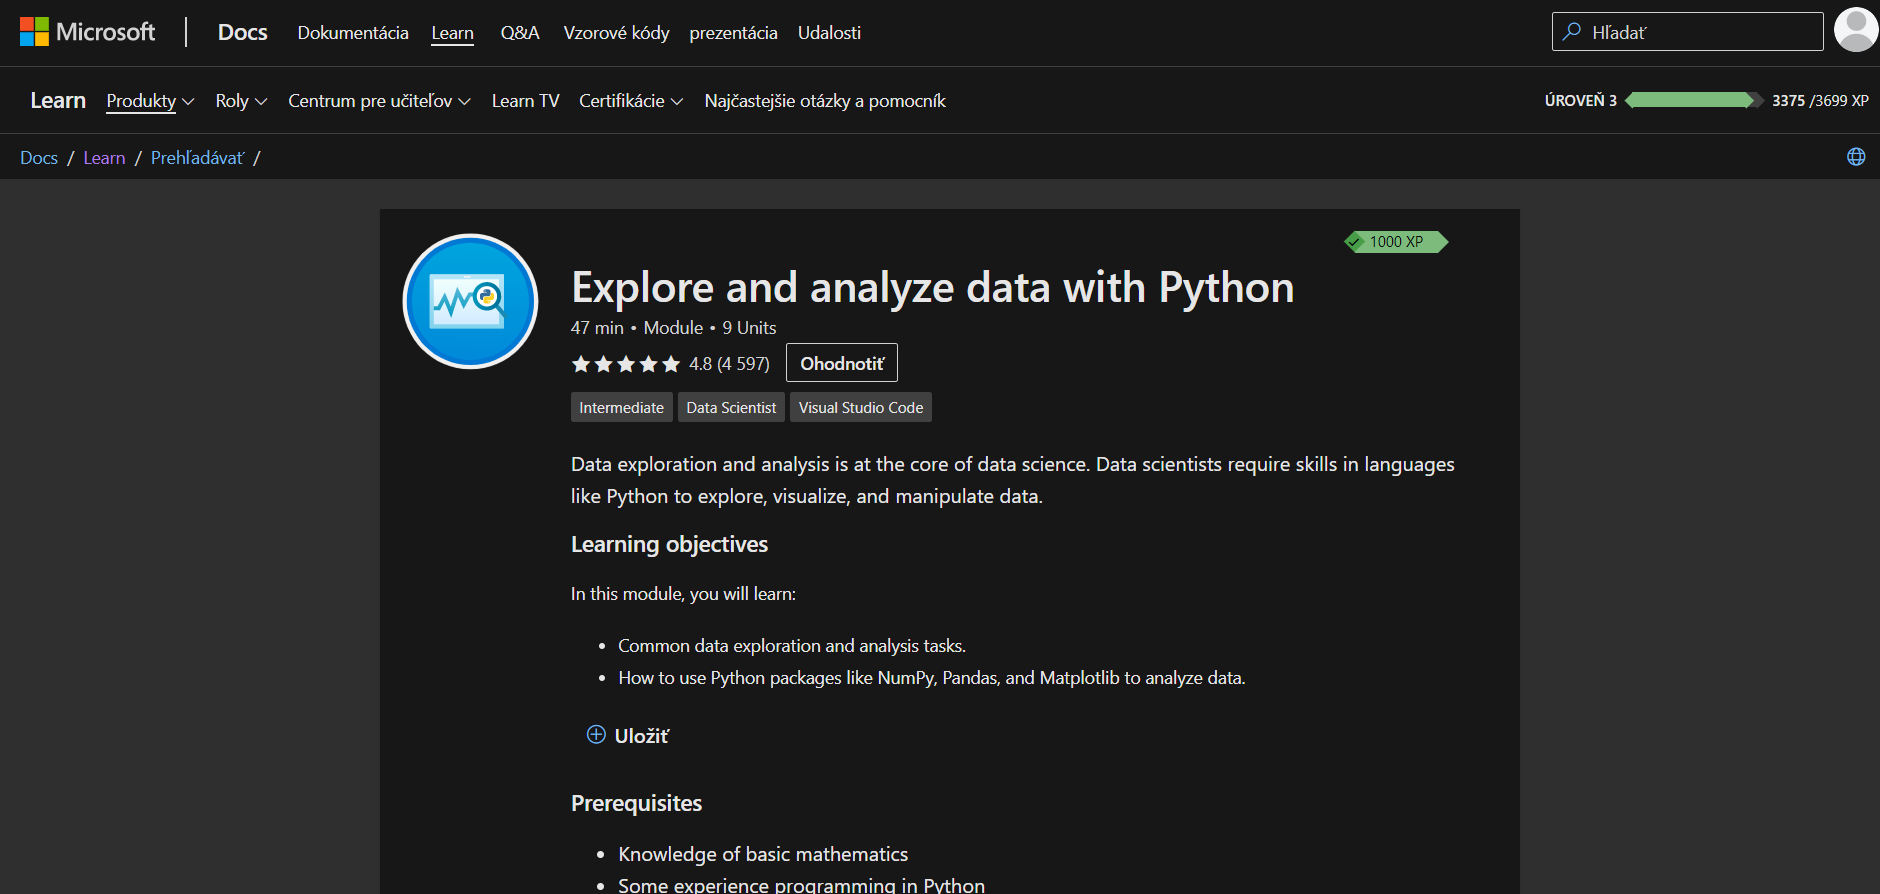 Microsoft
Docs
Dokumentácia
Learn
Q&A
Vzorové kódy
prezentácia
Udalosti
Hľadať
Learn
Produkty
Roly
Centrum pre učiteľov
Learn TV
Certifikácie
Najčastejšie otázky a pomocník
ÚROVEŇ 3
3375 /3699 XP
Docs / Learn / Prehľadávať /
1000 XP
Explore and analyze data with Python
47 min • Module • 9 Units
4.8 (4 597)
Ohodnotiť
Intermediate
Data Scientist
Visual Studio Code
Data exploration and analysis is at the core of data science. Data scientists require skills in languages
like Python to explore, visualize, and manipulate data.
Learning objectives
In this module, you will learn:
• Common data exploration and analysis tasks.
• How to use Python packages like NumPy, Pandas, and Matplotlib to analyze data.
Uložiť
Prerequisites
• Knowledge of basic mathematics
• Some experience programming in Python